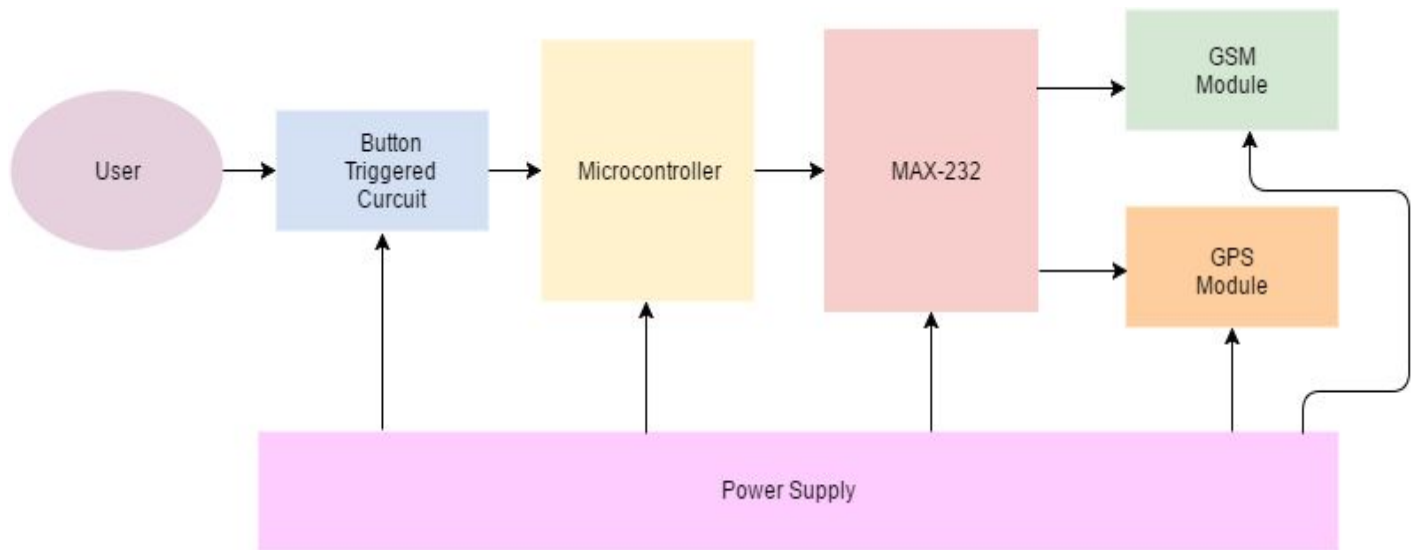 User
Button
Triggered
Curcuit
Microcontroller
MAX-232
GSM
Module
GPS
Module
Power Supply